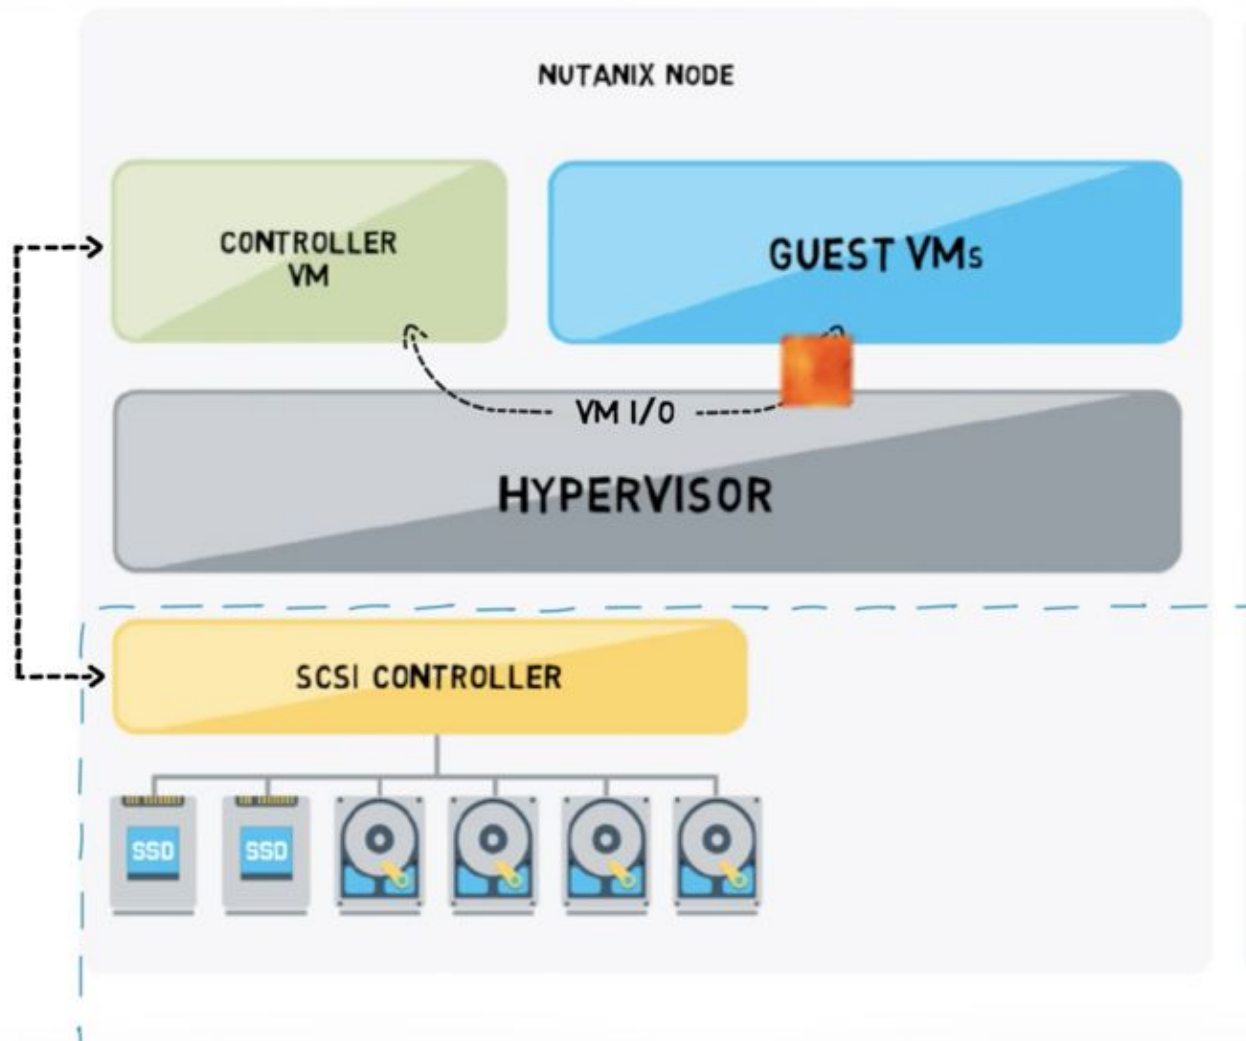 NUTANIX NODE
CONTROLLER
VM
GUEST VMs
VM I/O
HYPERVISOR
SCSI CONTROLLER
SSD
SSD